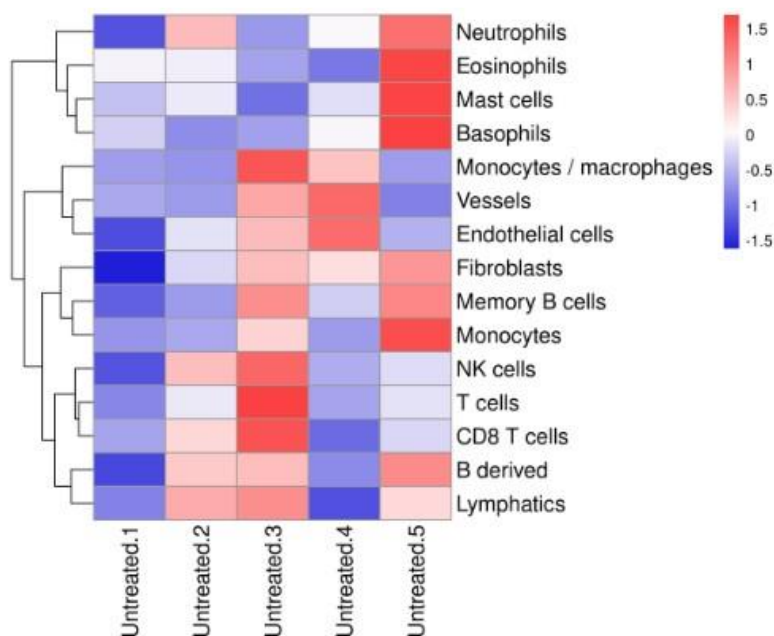 Neutrophils
Eosinophils
Mast cells
Basophils
Monocytes / macrophages
Vessels
Endothelial cells
Fibroblasts
Memory B cells
Monocytes
NK cells
T cells
CD8 T cells
B derived
Lymphatics
1.5
1
0.5
0
-0.5
-1
-1.5
Untreated.1
Untreated.2
Untreated.3
Untreated.4
Untreated.5